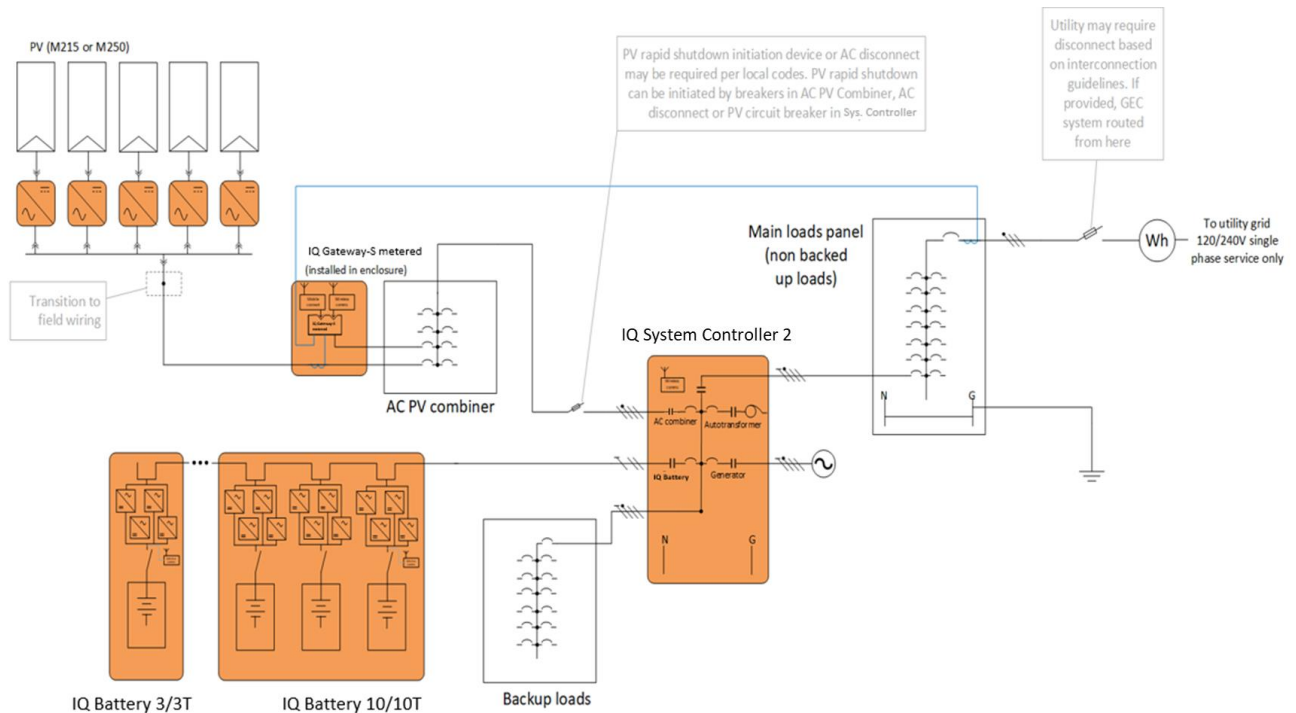 PV (M215 or M250)
PV rapid shutdown initiation device or AC disconnect
may be required per local codes. PV rapid shutdown
can be initiated by breakers in AC PV Combiner, AC
disconnect or PV circuit breaker in Sys. Controller
Utility may require
disconnect based
on interconnection
guidelines. If
provided, GEC
system routed
from here
Main loads panel
(non backed
up loads)
Wh
To utility grid
120/240V single
phase service only
IQ Gateway-S metered
(installed in enclosure)
Transition to
field wiring
Gateway-S
metered
AC PV combiner
IQ System Controller 2
AC combiner
Autotransformer
IQ Battery
Generator
N
G
N
G
Backup loads
IQ Battery 3/3T
IQ Battery 10/10T